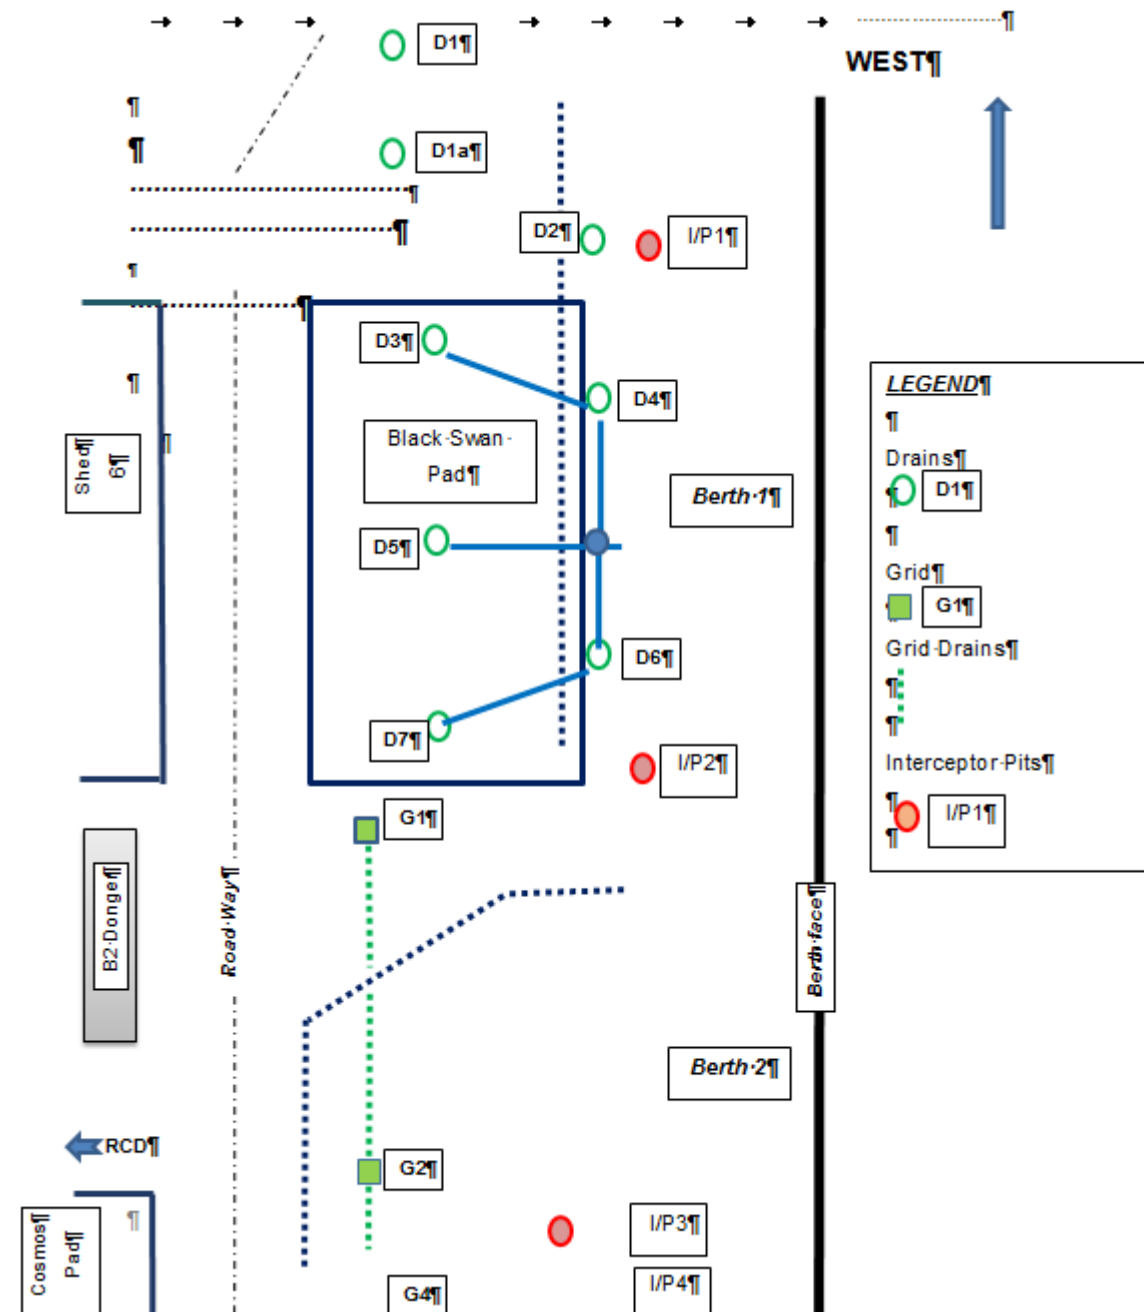 D1¶
WEST¶
D1a¶
D2¶
I/P1¶
D3¶
D4¶
Black·Swan·
Pad¶
Shed¶
6¶
Berth·1¶
D5¶
D6¶
D7¶
I/P2¶
LEGEND¶
Drains¶
D1¶
Grid¶
G1¶
Grid·Drains¶
Interceptor·Pits¶
I/P1¶
G1¶
B2·Donge¶
Road·Way¶
Berth·face¶
Berth·2¶
RCD¶
G2¶
Cosmos¶
Pad¶
I/P3¶
G4¶
I/P4¶